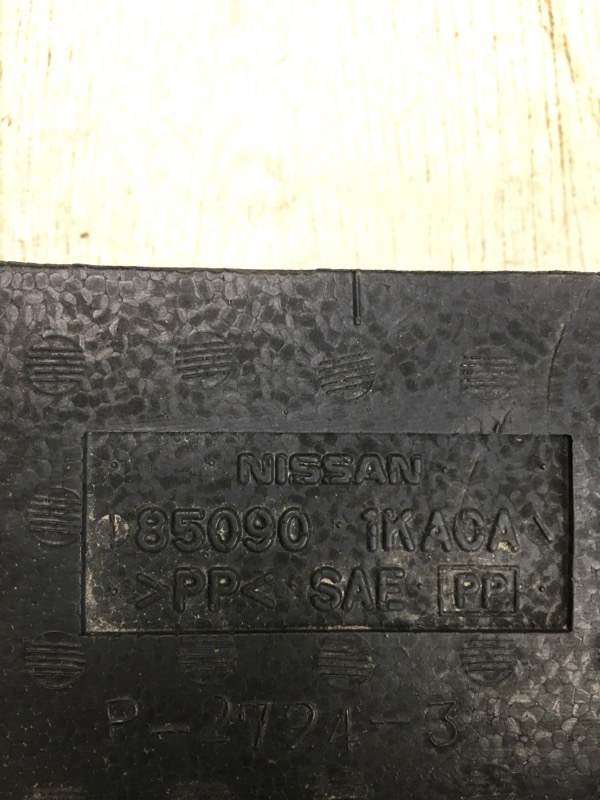 NISSAN
85090 1KA0A
>PP< SAE PP
P-2724-3